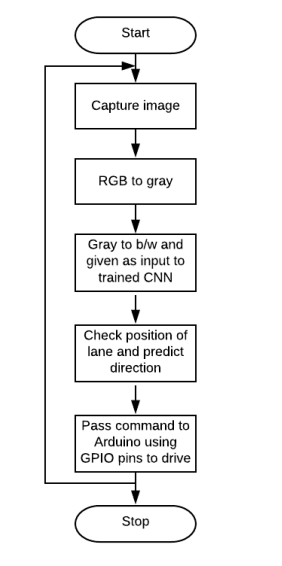 Start
Capture image
RGB to gray
Gray to b/w and
given as input to
trained CNN
Check position of
lane and predict
direction
Pass command to
Arduino using
GPIO pins to drive
Stop